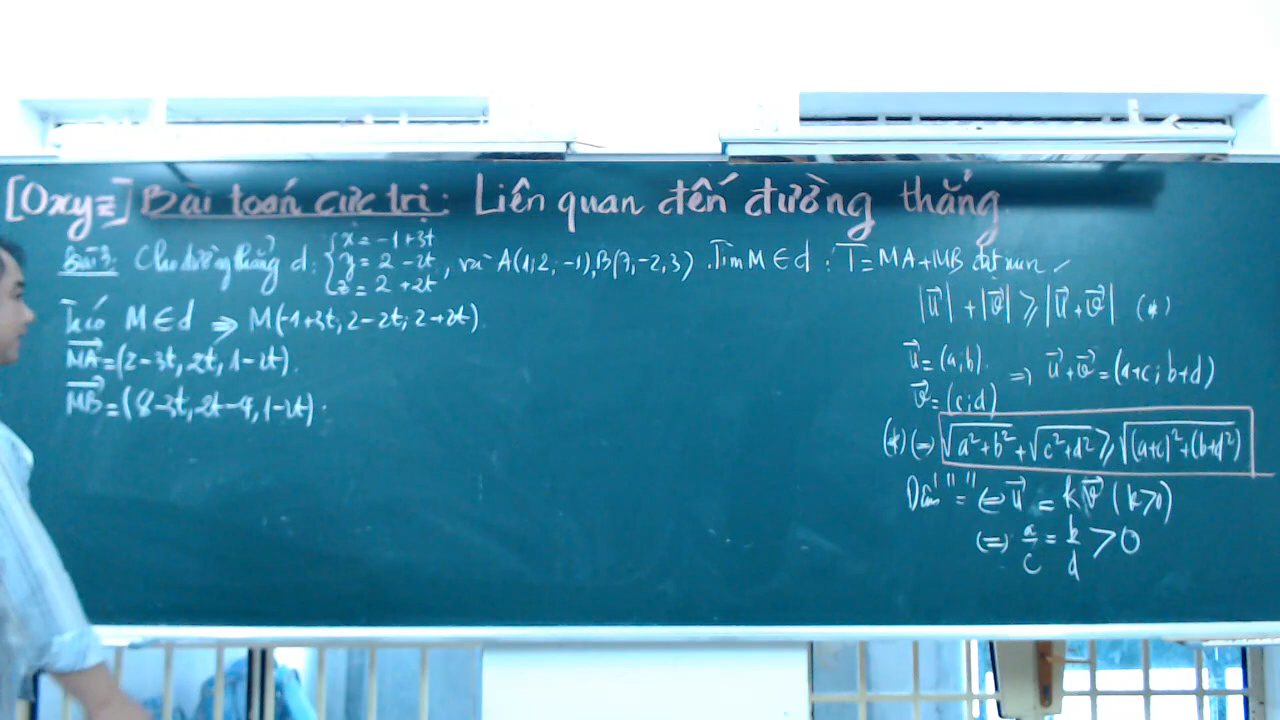 [Oxyz] Bài toán cực trị: Liên quan đến đường thẳng
Bài 3: Cho đường thẳng d: { x = -1+3t
y = 2 -2t
z = 2 +2t , và A(1;2,-1), B(7,-2,3). Tìm M ∈ d : T = MA+MB đạt min
Ta có M ∈ d ⇒ M(-1+3t; 2-2t; 2+2t).
MA⃗ = (2-3t, 2t, 1-2t).
MB⃗ = (8-3t, 2t-4, 1-2t).
|u⃗| + |v⃗| ⩾ |u⃗+v⃗| (*)
u⃗ = (a;b)
v⃗ = (c;d) ⇒ u⃗+v⃗ = (a+c; b+d)
(*) ⇔ √(a²+b²) + √(c²+d²) ⩾ √((a+c)²+(b+d²)
Dấu "=" ⇔ u⃗ = kv⃗ (k>0)
⇔ a/c = b/d > 0